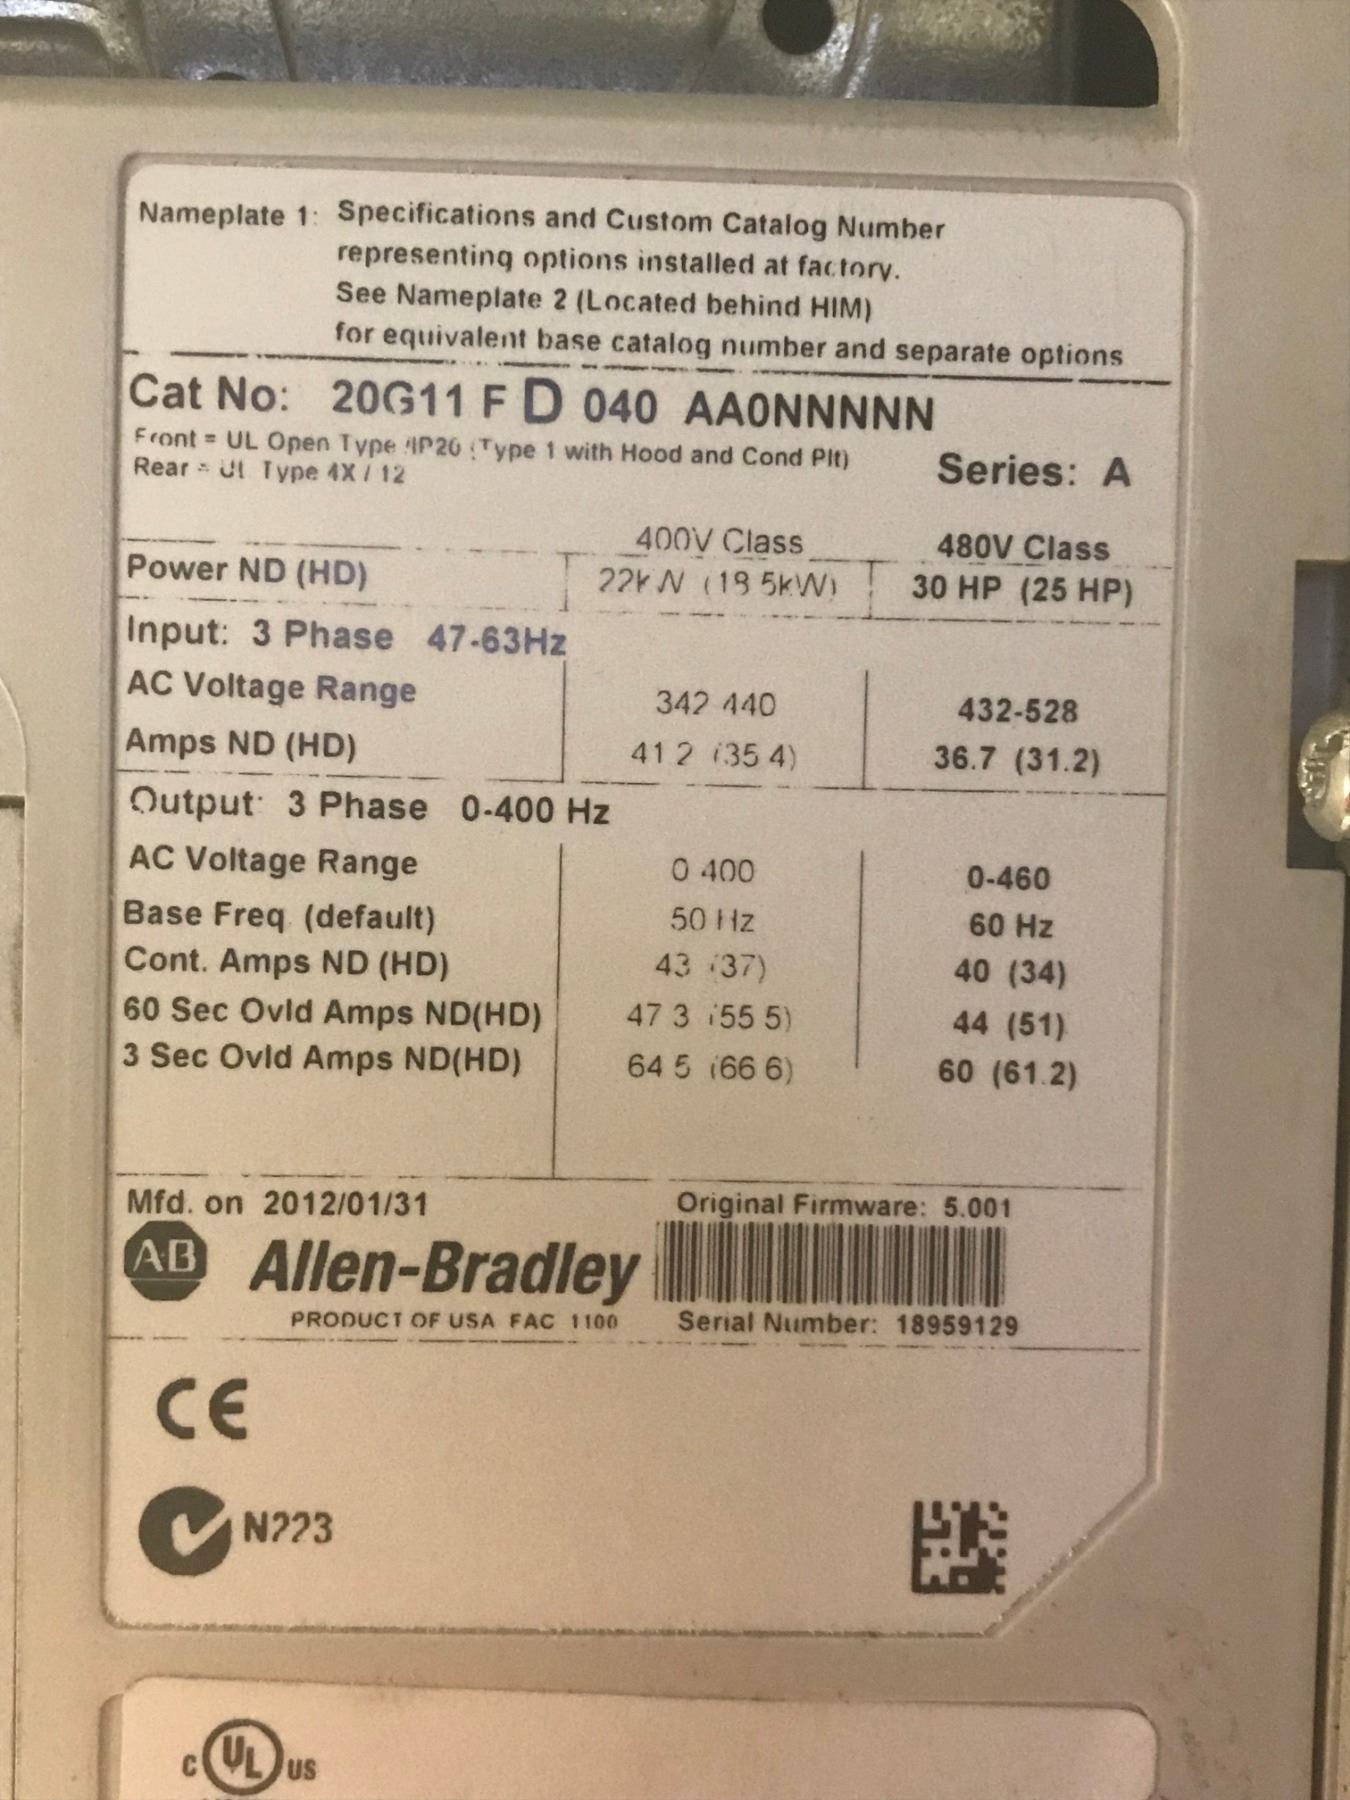 Nameplate 1: Specifications and Custom Catalog Number
representing options installed at factory.
See Nameplate 2 (Located behind HIM)
for equivalent base catalog number and separate options
Cat No: 20G11 F D 040 AA0NNNNN
Front = UL Open Type /IP20 (Type 1 with Hood and Cond Plt)
Rear = UL Type 4X / 12
Series: A
400V Class 480V Class
Power ND (HD) 22kW (18.5kW) 30 HP (25 HP)
Input: 3 Phase 47-63Hz
AC Voltage Range 342-440 432-528
Amps ND (HD) 41.2 (35.4) 36.7 (31.2)
Output: 3 Phase 0-400 Hz
AC Voltage Range 0-400 0-460
Base Freq. (default) 50 Hz 60 Hz
Cont. Amps ND (HD) 43 (37) 40 (34)
60 Sec Ovld Amps ND(HD) 47.3 (55.5) 44 (51)
3 Sec Ovld Amps ND(HD) 64.5 (66.6) 60 (61.2)
Mfd. on 2012/01/31 Original Firmware: 5.001
AB Allen-Bradley
PRODUCT OF USA FAC 1100 Serial Number: 18959129
CE
N223
C UL US